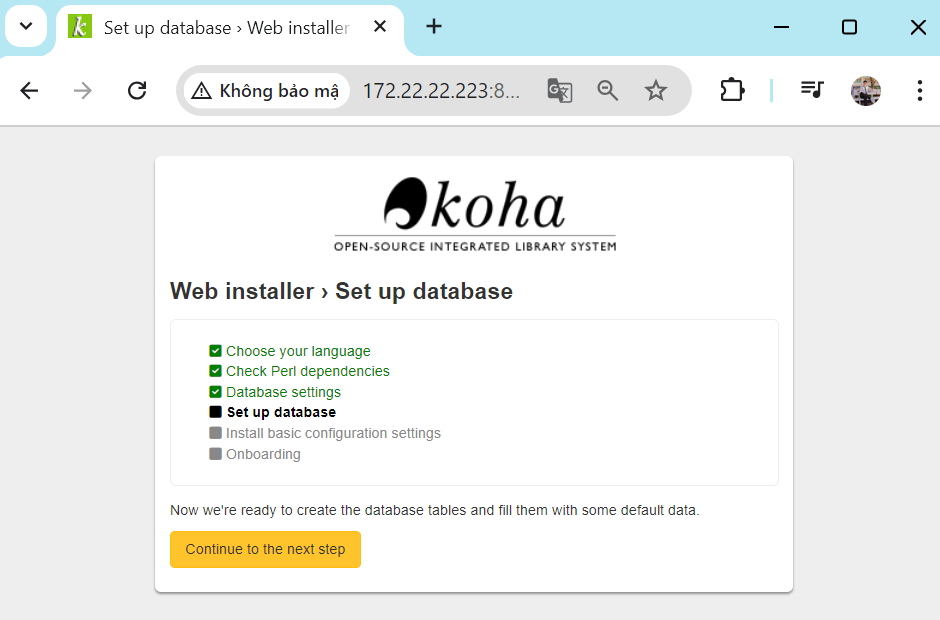 Set up database › Web installer
Không bảo mậ
172.22.22.223:8...
koha
OPEN-SOURCE INTEGRATED LIBRARY SYSTEM
Web installer › Set up database
Choose your language
Check Perl dependencies
Database settings
Set up database
Install basic configuration settings
Onboarding
Now we're ready to create the database tables and fill them with some default data.
Continue to the next step